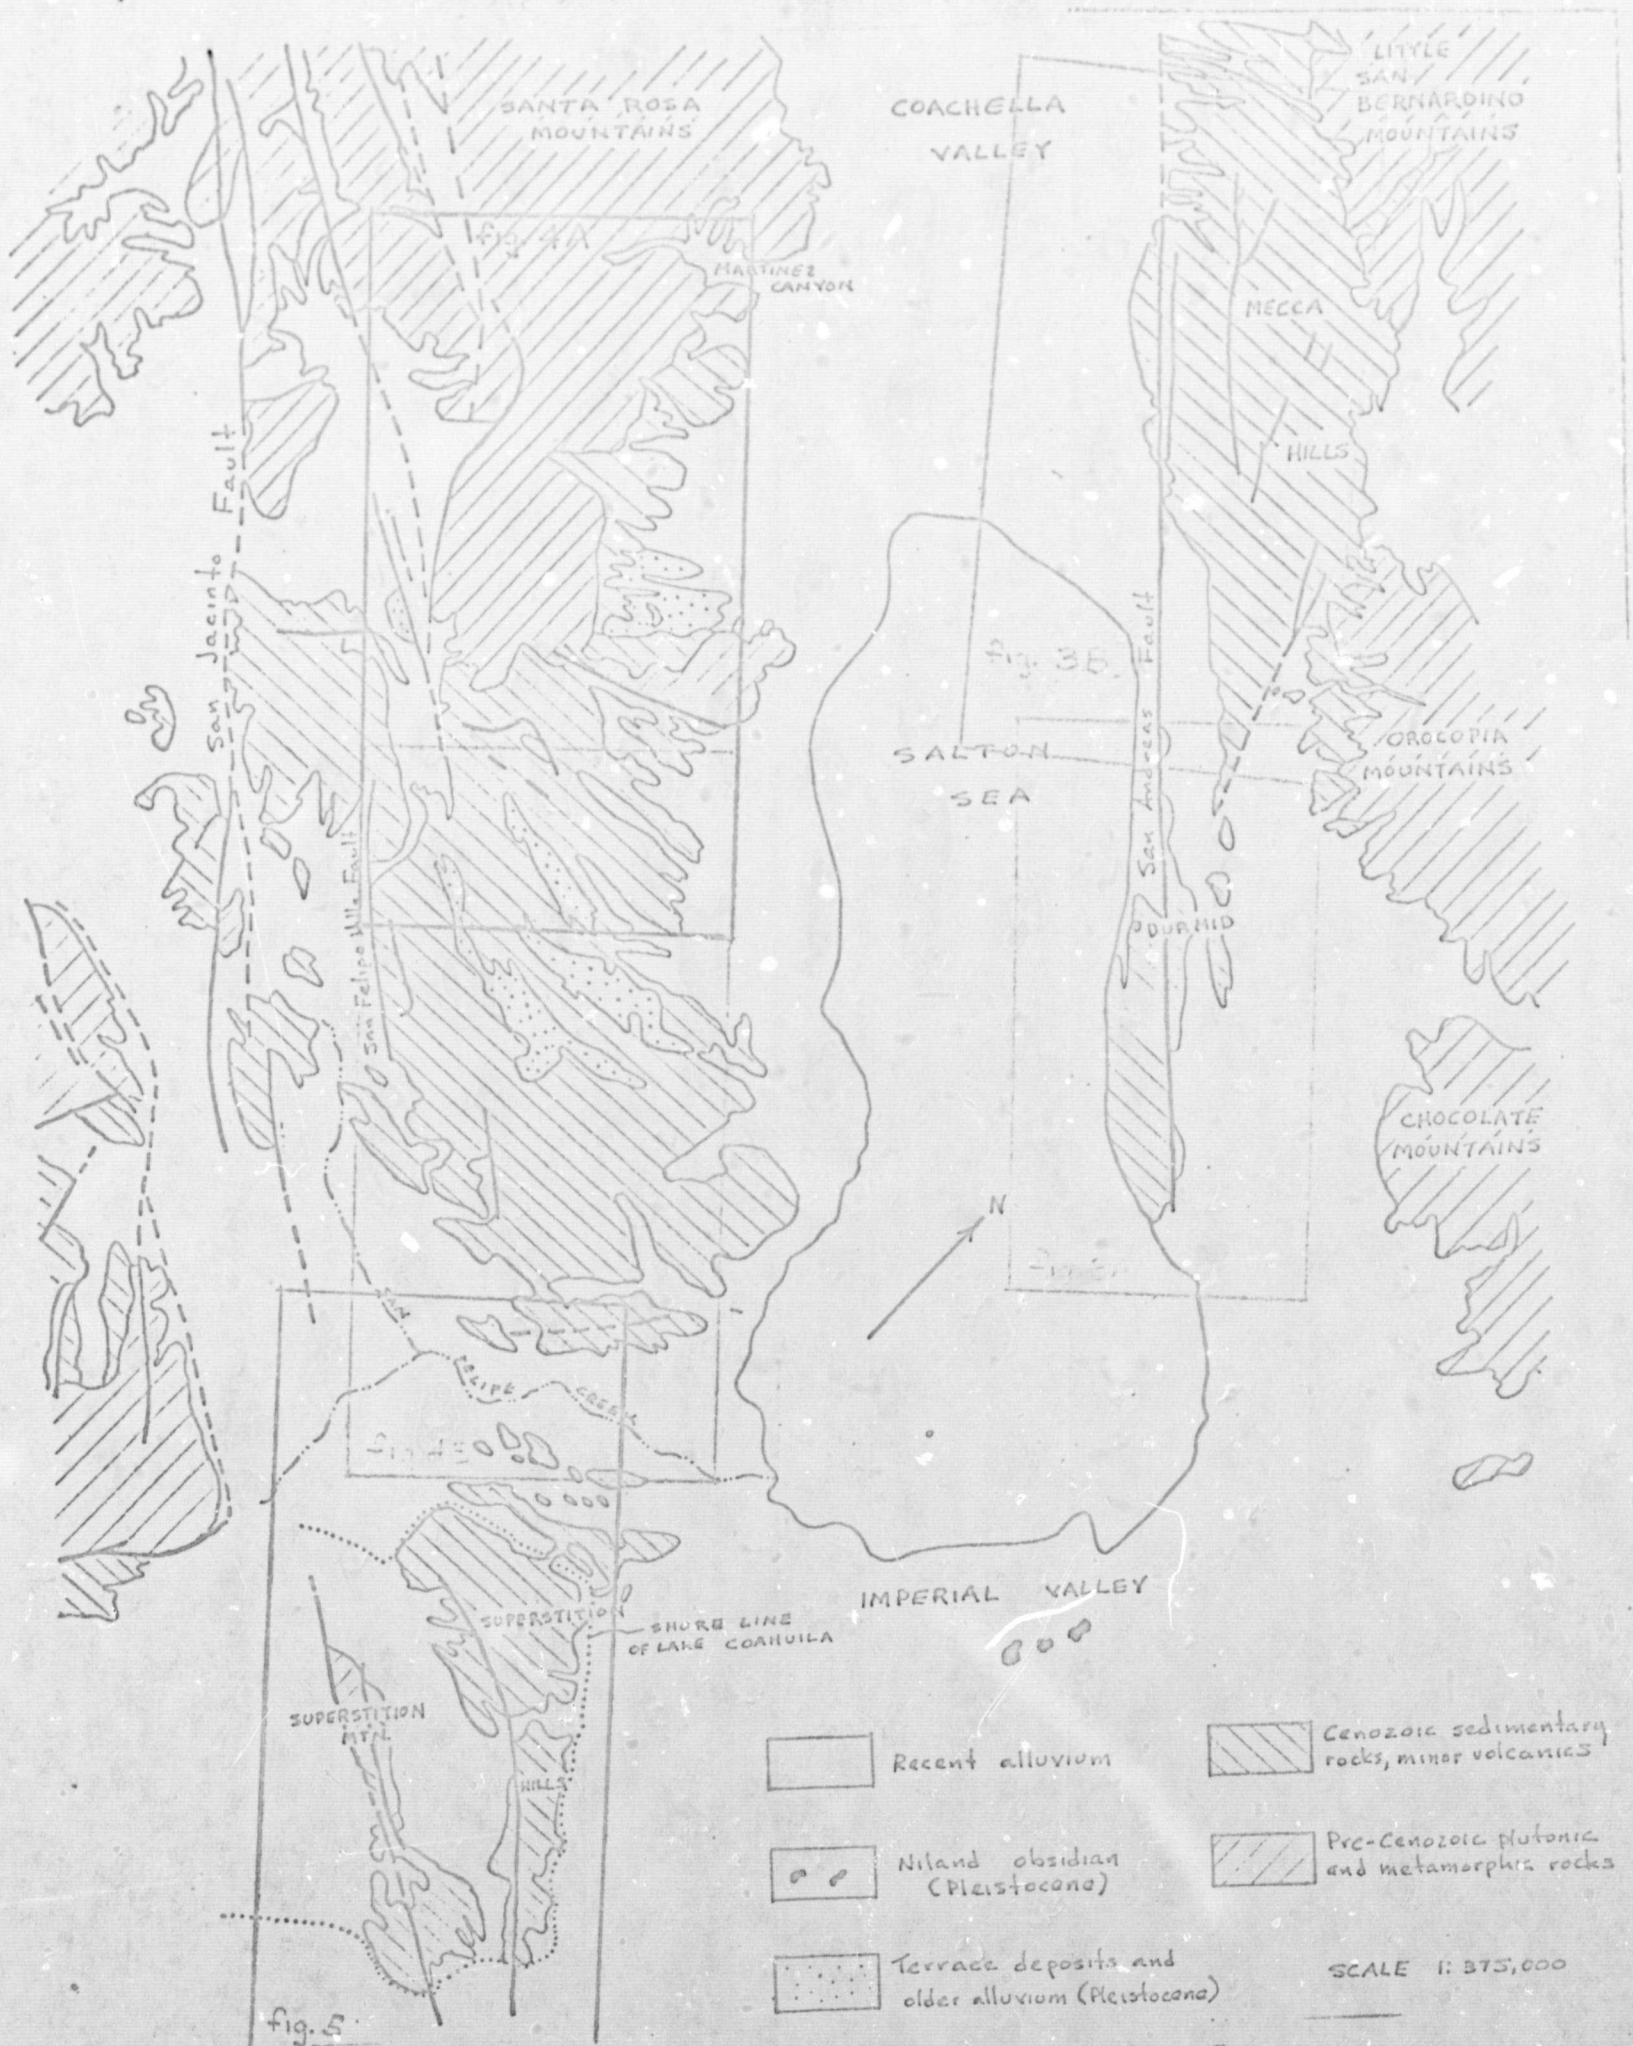 SANTA ROSA
MOUNTAINS
COACHELLA
VALLEY
LITTLE
SAN
BERNARDINO
MOUNTAINS
fig. 4A
MARTINEZ
CANYON
MECCA
HILLS
San Jacinto Fault
fig. 3B.
San Andreas Fault
SALTON
SEA
OROCOPIA
MOUNTAINS
San Felipe Hills Fault
DURMID
CHOCOLATE
MOUNTAINS
N
SAN
FELIPE
CREEK
IMPERIAL VALLEY
SUPERSTITION
SHORE LINE
OF LAKE COAHUILA
SUPERSTITION
MTN.
HILLS
Recent alluvium
Cenozoic sedimentary
rocks, minor volcanics
Niland obsidian
(Pleistocene)
Pre-Cenozoic plutonic
and metamorphic rocks
Terrace deposits and
older alluvium (Pleistocene)
SCALE 1:375,000
fig. 5